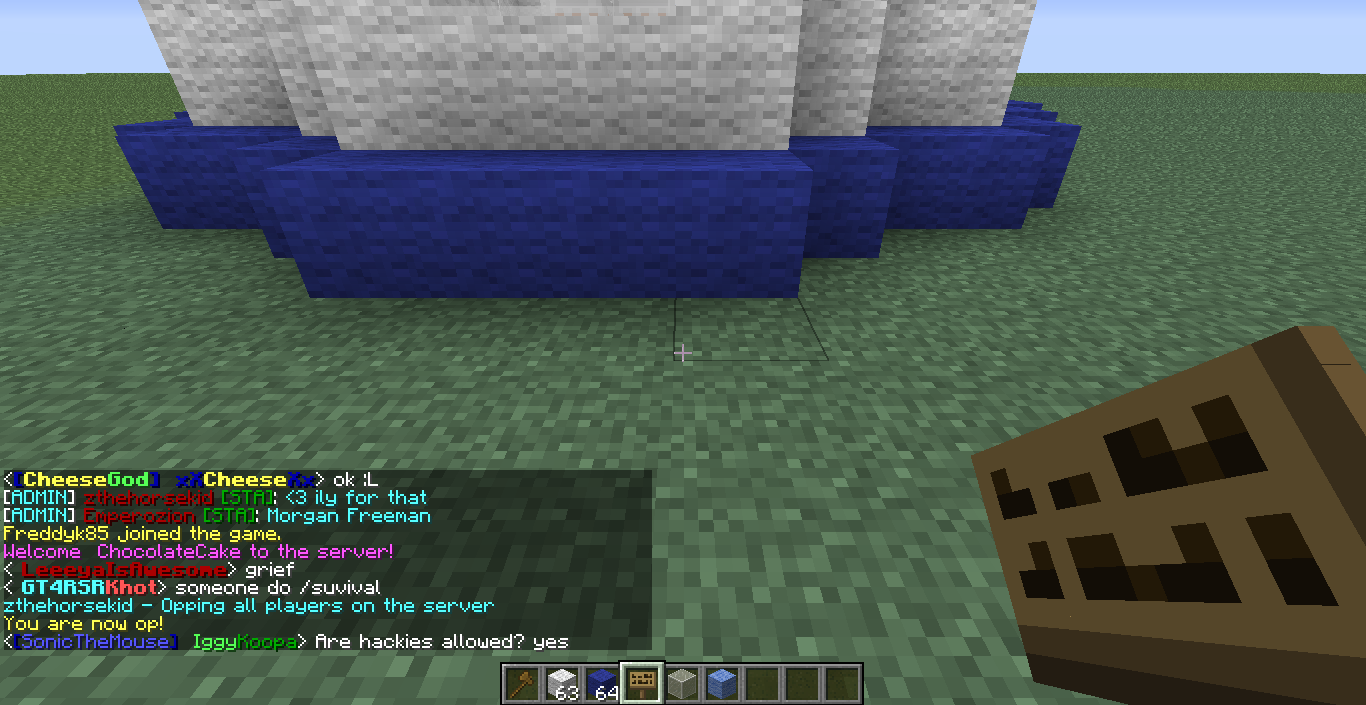 <[CheeseGod] xXCheeseXx> ok :L
[ADMIN] zthehorsekid [STA]: <3 ily for that
[ADMIN] Emperozion [STA]: Morgan Freeman
Freddyk85 joined the game.
Welcome ChocolateCake to the server!
< LeeeyaIsAwesome> grief
< GT4R5RKhot> someone do /suvival
zthehorsekid - Opping all players on the server
You are now op!
<[SonicTheMouse] IggyKoopa> Are hackies allowed? yes
63 64